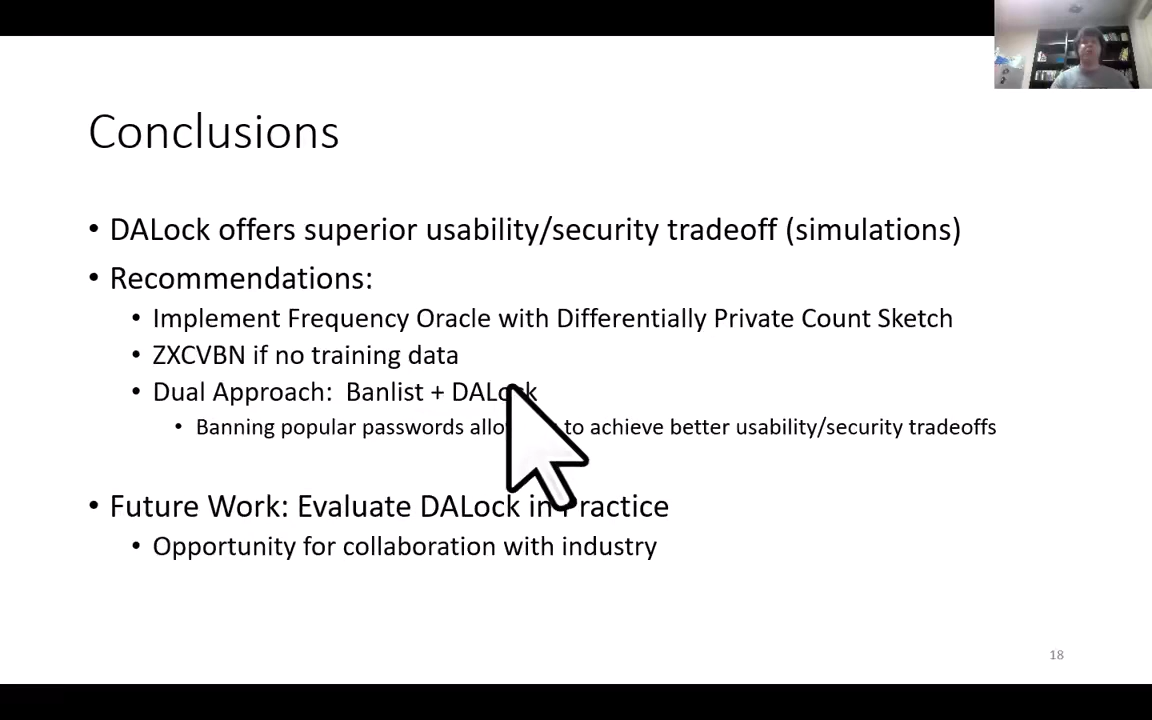 Conclusions
• DALock offers superior usability/security tradeoff (simulations)
• Recommendations:
• Implement Frequency Oracle with Differentially Private Count Sketch
• ZXCVBN if no training data
• Dual Approach: Banlist + DALock
• Banning popular passwords to achieve better usability/security tradeoffs
• Future Work: Evaluate DALock in Practice
• Opportunity for collaboration with industry
18